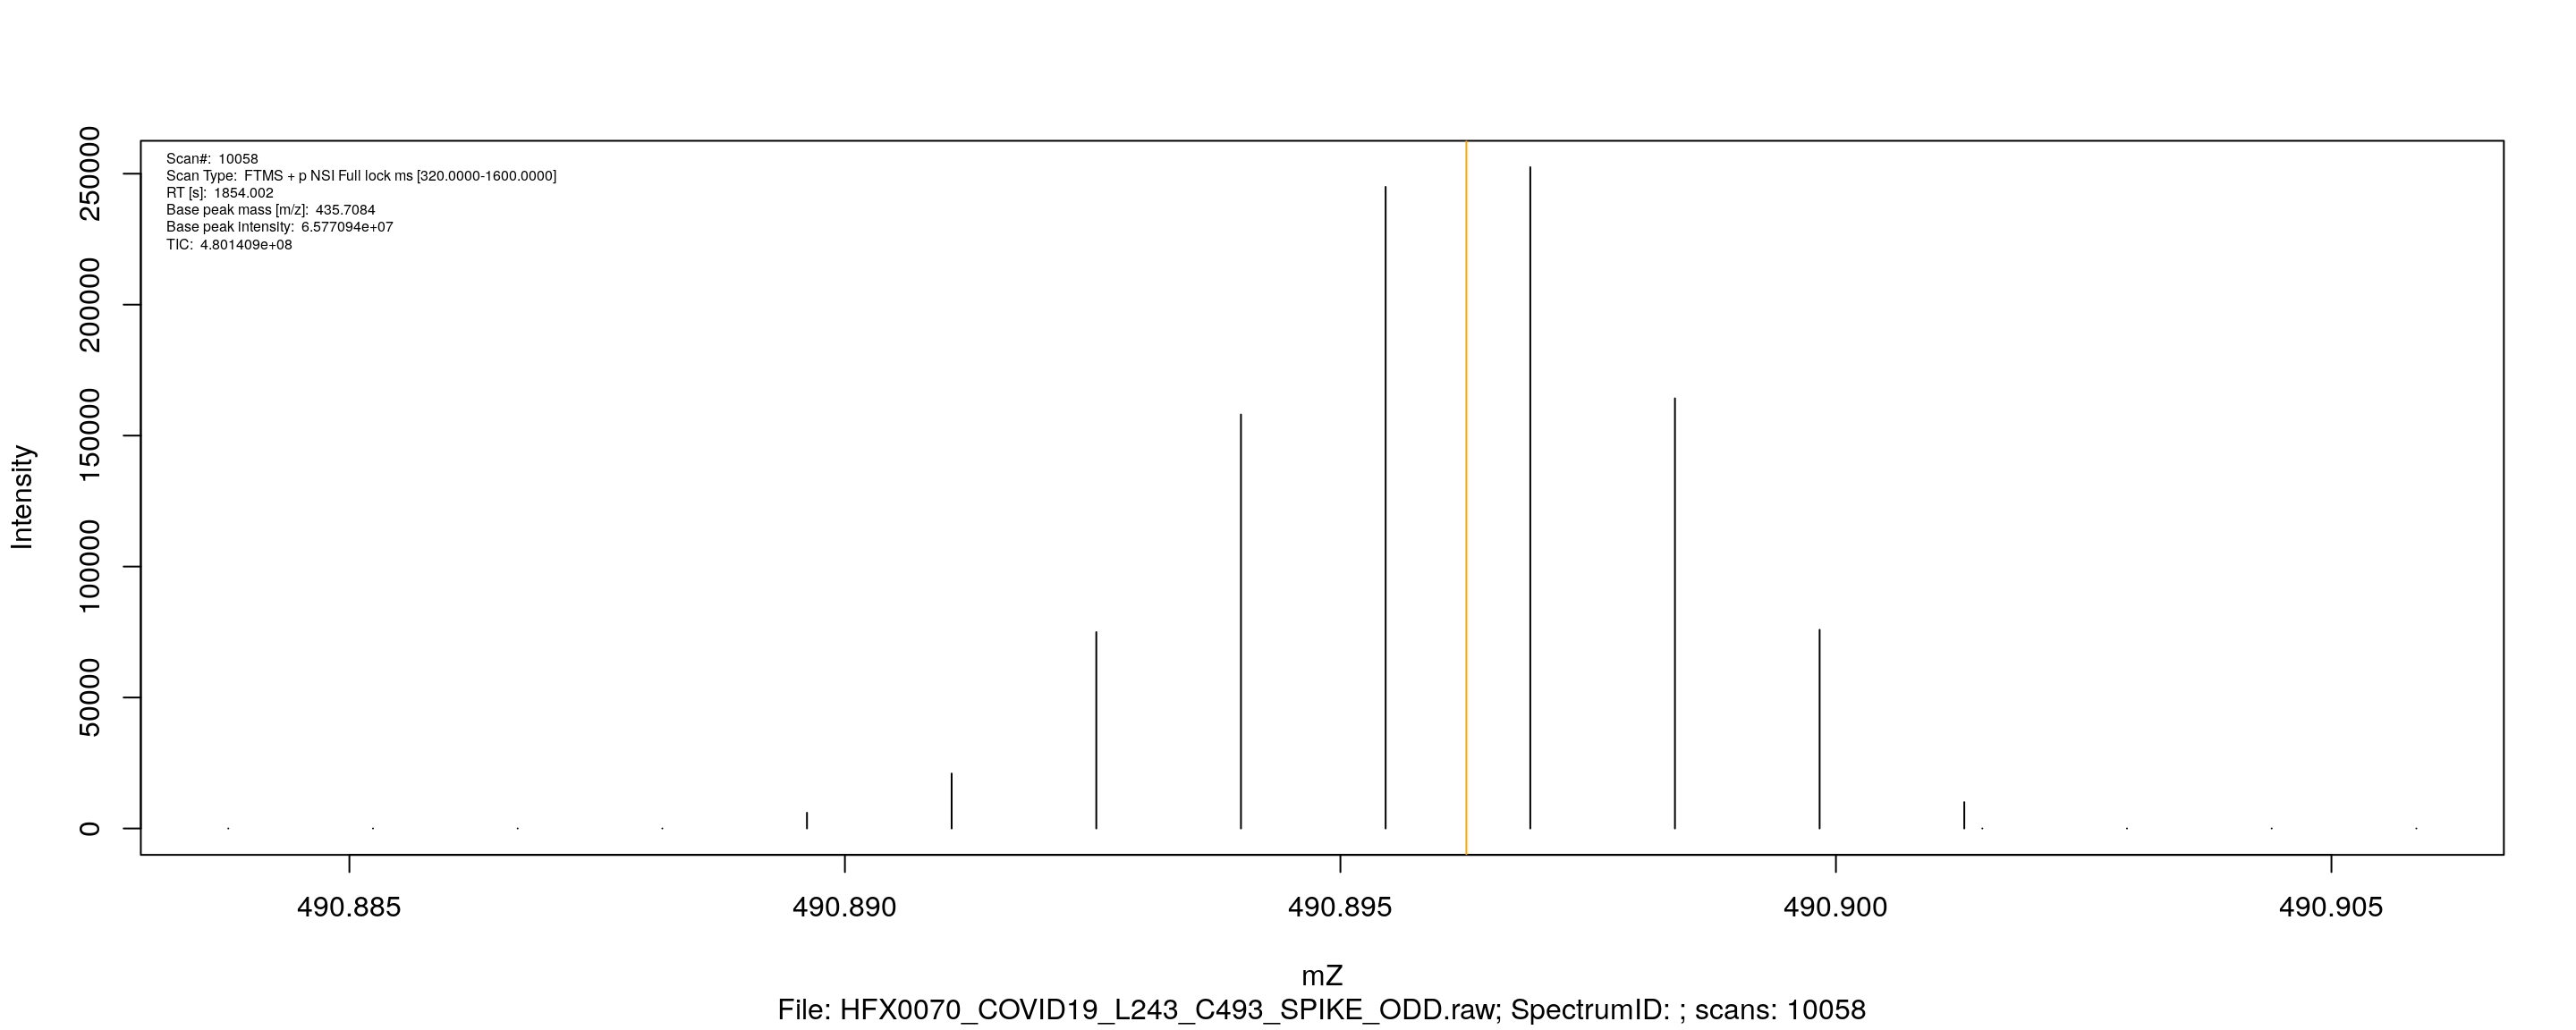 Scan#: 10058
Scan Type: FTMS + p NSI Full lock ms [320.0000-1600.0000]
RT [s]: 1854.002
Base peak mass [m/z]: 435.7084
Base peak intensity: 6.577094e+07
TIC: 4.801409e+08
Intensity
250000
200000
150000
100000
50000
0
490.885 490.890 490.895 490.900 490.905
mZ
File: HFX0070_COVID19_L243_C493_SPIKE_ODD.raw; SpectrumID: ; scans: 10058